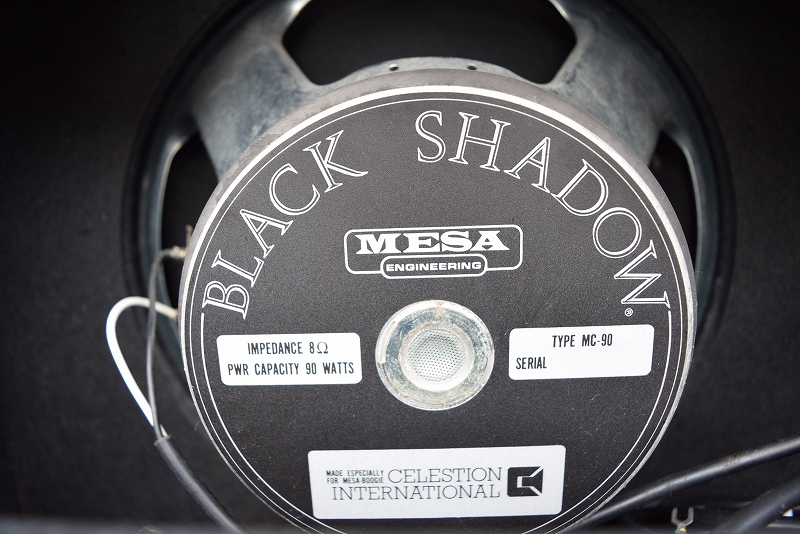 BLACK SHADOW®
MESA
ENGINEERING
IMPEDANCE 8Ω
PWR CAPACITY 90 WATTS
TYPE MC-90
SERIAL
MADE ESPECIALLY
FOR MESA-BOOGIE
CELESTION
INTERNATIONAL